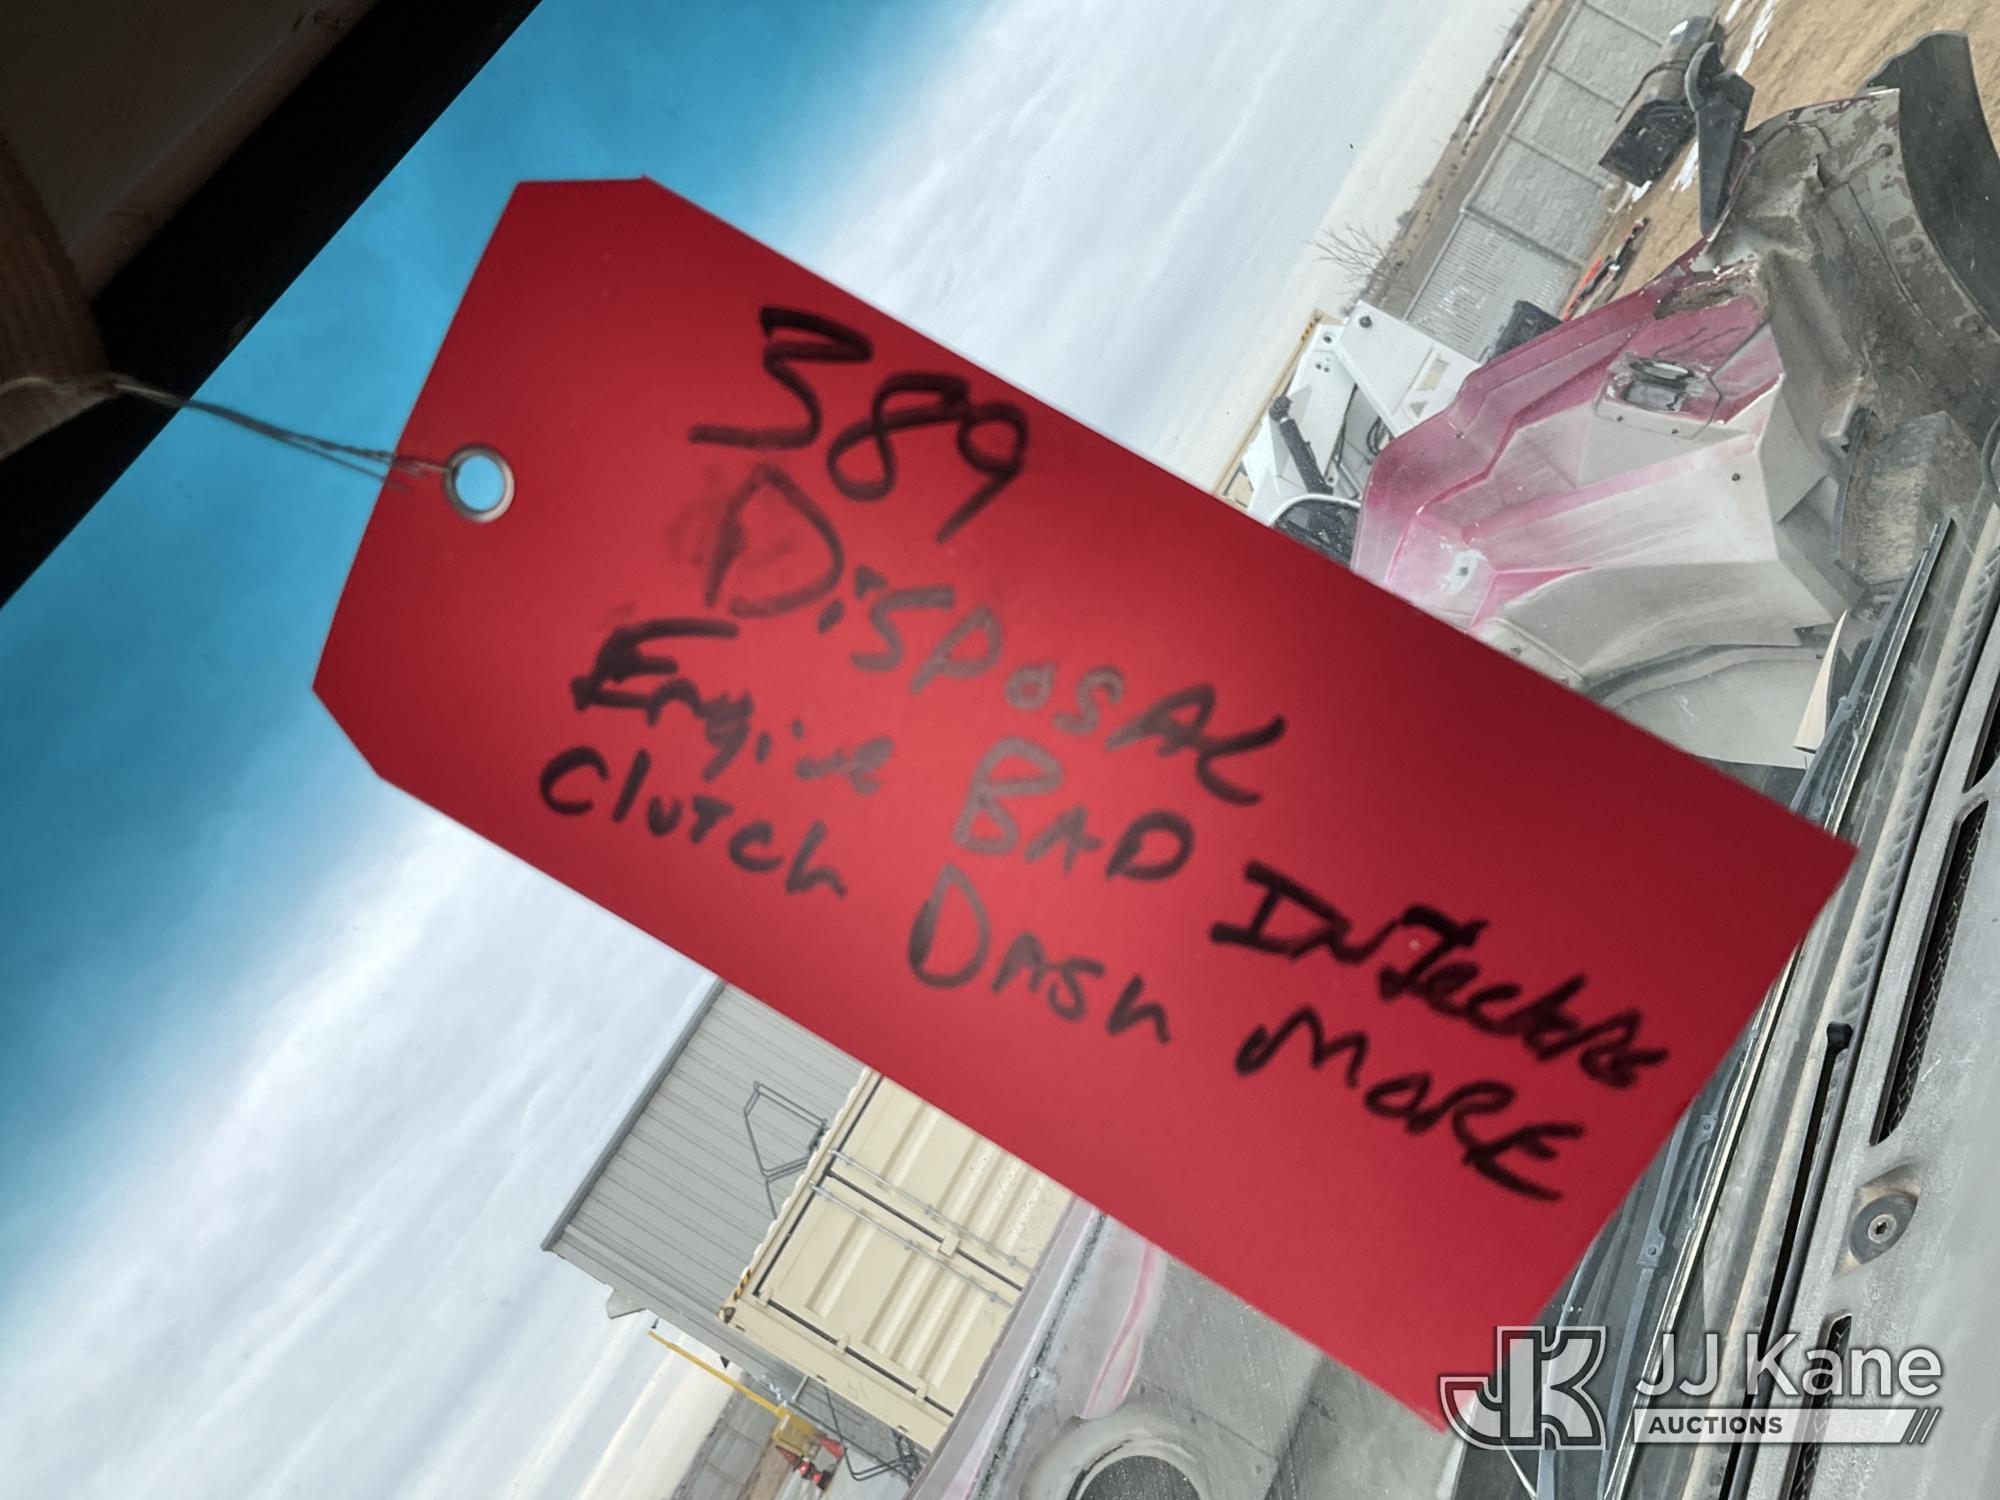 389
DiSPOSAL
Engine BAD INJectors
Clutch DASh MORE
JJ Kane
AUCTIONS